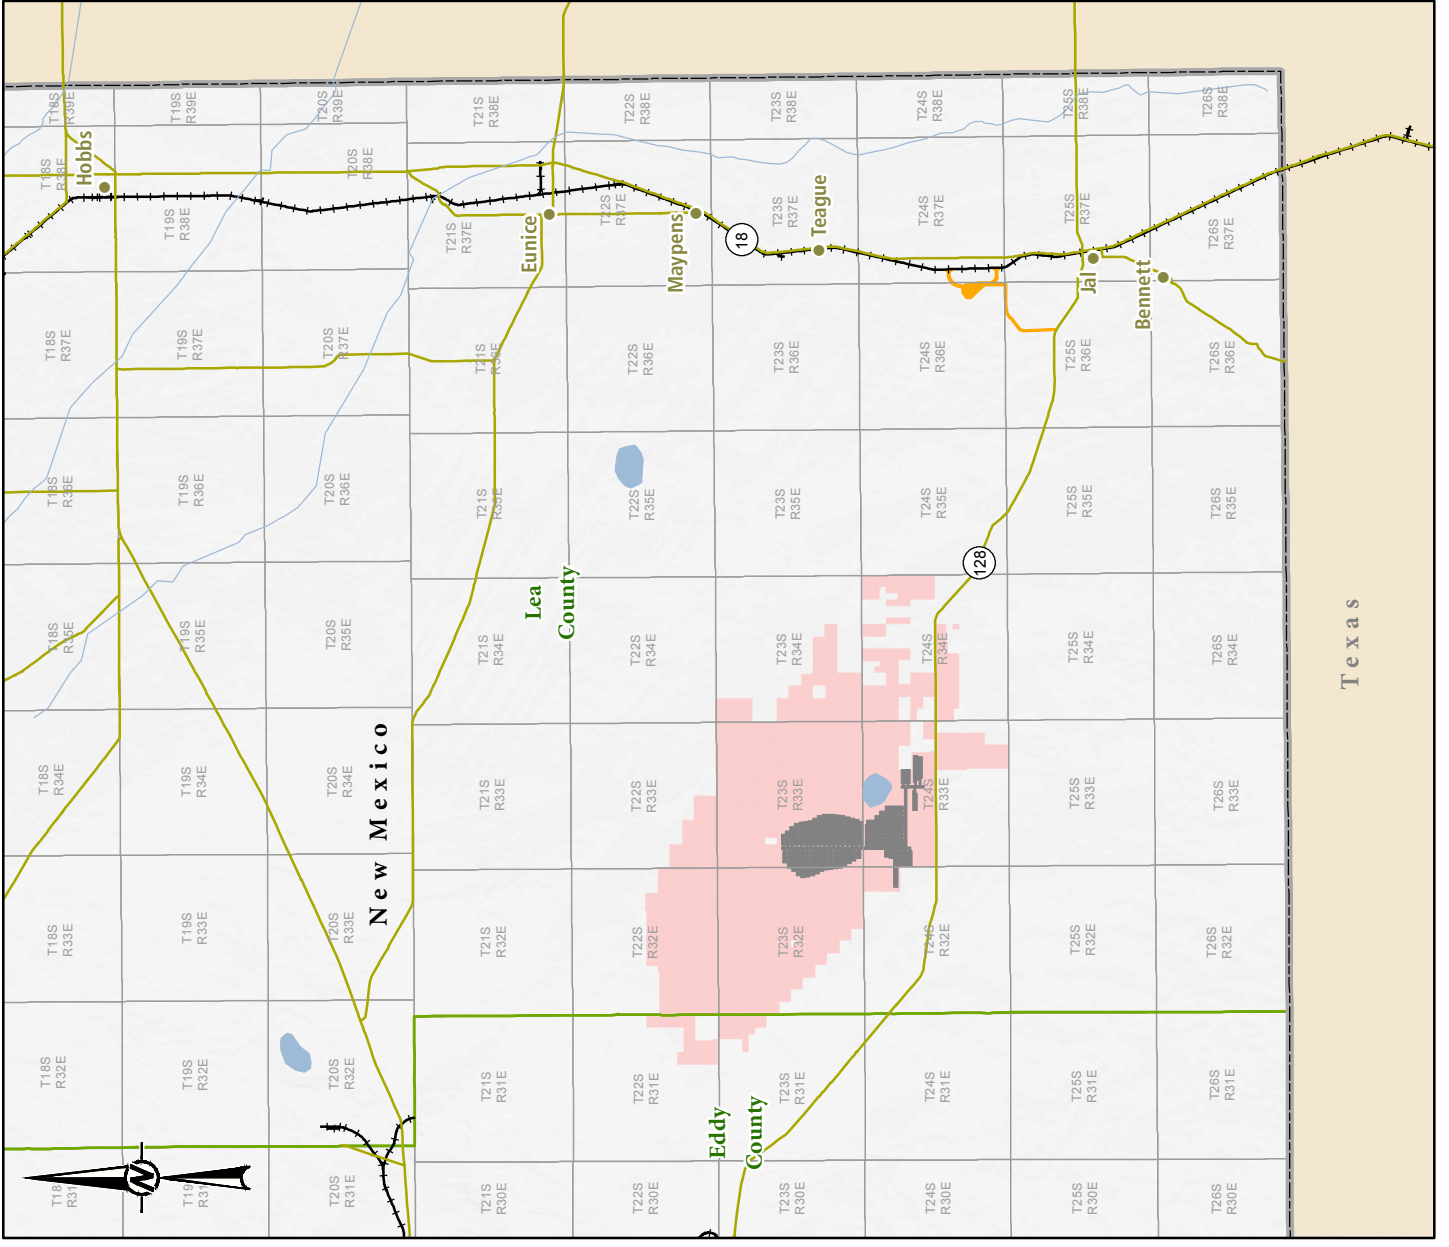 T18S
R39E
T19S
R39E
T20S
R39E
T21S
R38E
T22S
R38E
T23S
R38E
T24S
R38E
T25S
R38E
T26S
R38E
T18S
R38E
Hobbs
T19S
R38E
T20S
R38E
T21S
R37E
Eunice
T22S
R37E
Maypens
18
T23S
R37E
Teague
T24S
R37E
T25S
R37E
Jal
Bennett
T26S
R37E
T18S
R37E
T19S
R37E
T20S
R37E
T21S
R36E
T22S
R36E
T23S
R36E
T24S
R36E
T25S
R36E
T26S
R36E
T18S
R36E
T19S
R36E
T20S
R36E
T21S
R35E
T22S
R35E
T23S
R35E
T24S
R35E
T25S
R35E
T26S
R35E
128
Lea
County
T18S
R35E
T19S
R35E
T20S
R35E
T21S
R34E
T22S
R34E
T23S
R34E
T24S
R34E
T25S
R34E
T26S
R34E
Texas
T18S
R34E
T19S
R34E
T20S
R34E
New Mexico
T21S
R33E
T22S
R33E
T23S
R33E
T24S
R33E
T25S
R33E
T26S
R33E
T18S
R33E
T19S
R33E
T20S
R33E
T21S
R32E
T22S
R32E
T23S
R32E
T24S
R32E
T25S
R32E
T26S
R32E
T18S
R32E
T19S
R32E
T20S
R32E
T21S
R31E
T22S
R31E
T23S
R31E
T24S
R31E
T25S
R31E
T26S
R31E
Eddy
County
N
T18
R31
T19
R31
T20S
R31E
T21S
R30E
T22S
R30E
T23S
R30E
T24S
R30E
T25S
R30E
T26S
R30E